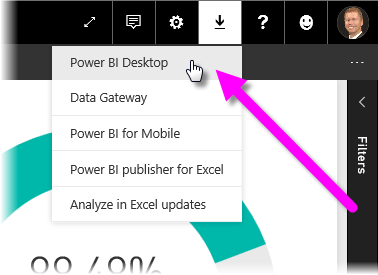 Power BI Desktop
Data Gateway
Power BI for Mobile
Power BI publisher for Excel
Analyze in Excel updates
Filters